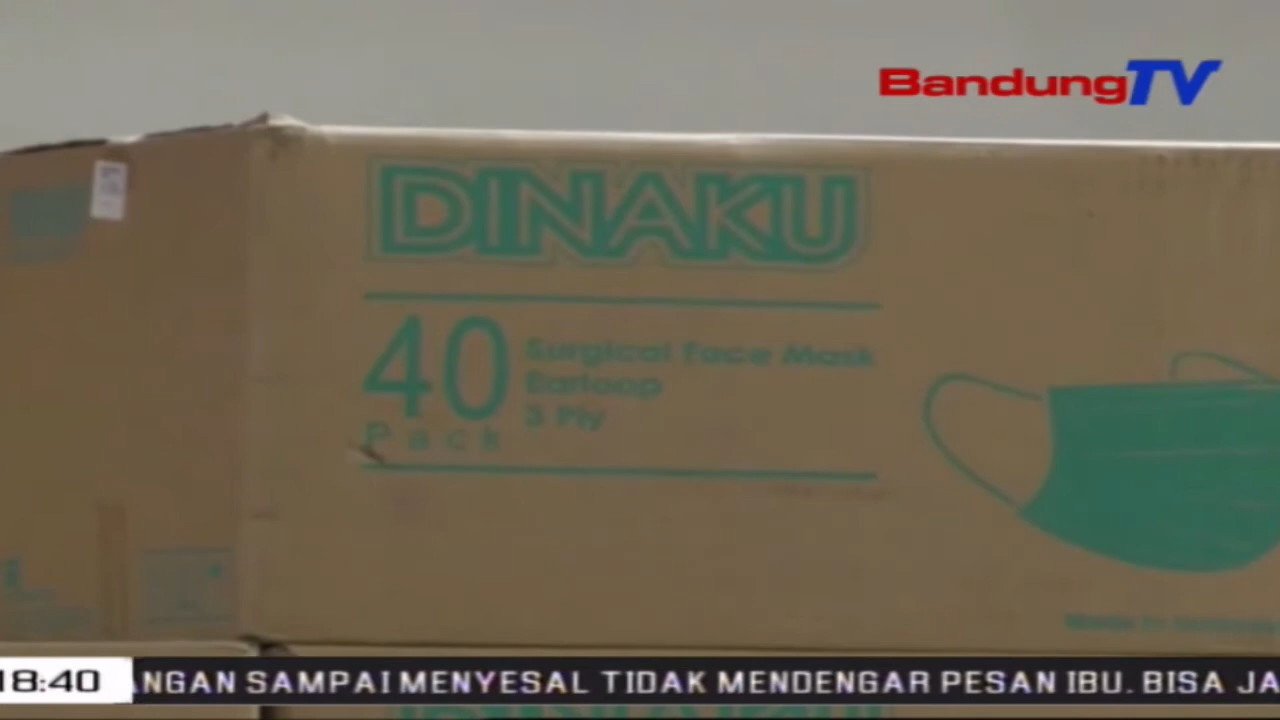 BandungTV
DINAKU
40
Pack
Surgical Face Mask
Earloop
3 Ply
18:40
NGAN SAMPAI MENYESAL TIDAK MENDENGAR PESAN IBU. BISA JA